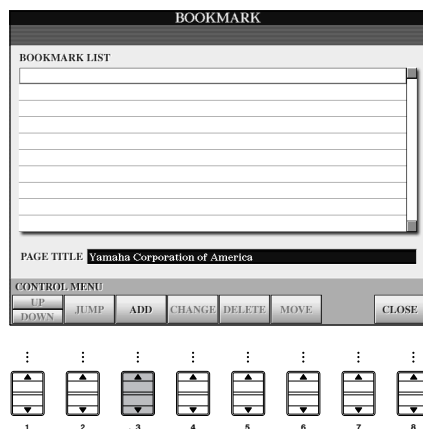 BOOKMARK
BOOKMARK LIST
PAGE TITLE Yamaha Corporation of America
CONTROL MENU
UP
DOWN JUMP ADD CHANGE DELETE MOVE CLOSE
1 2 3 4 5 6 7 8